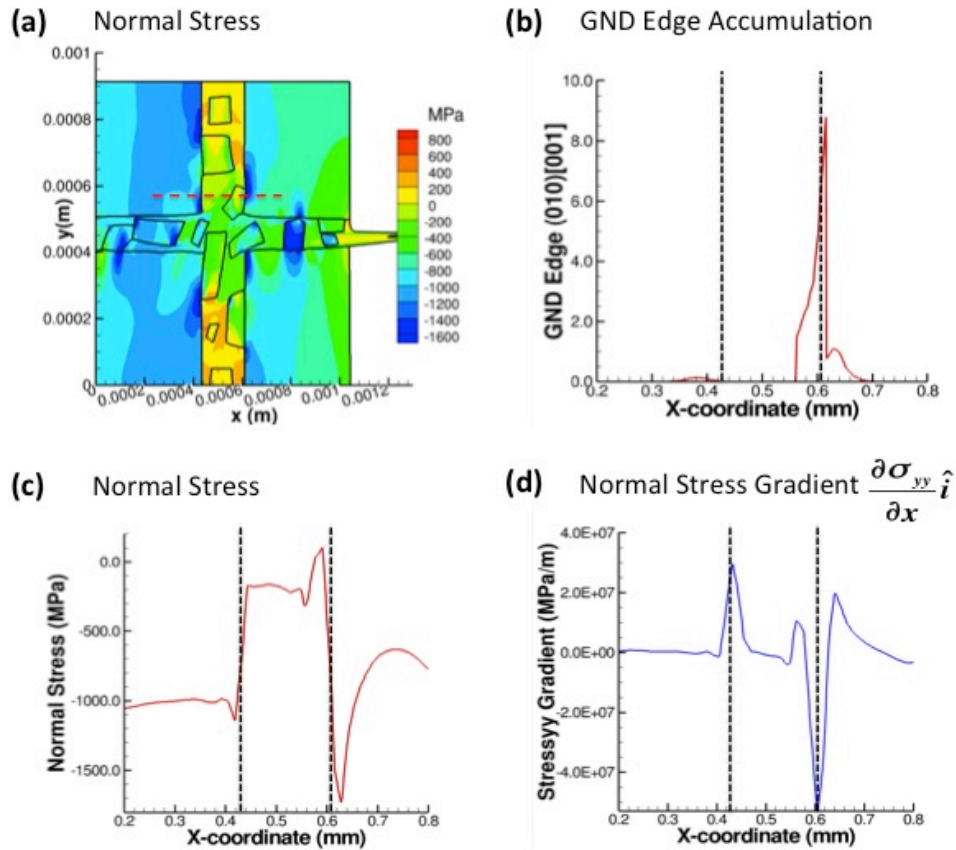 (a) Normal Stress
0.001
0.0008
0.0006
0.0004
0.0002
0
y(m)
0 0.0002 0.0004 0.0006 0.0008 0.001 0.0012
x (m)
MPa
800
600
400
200
0
-200
-400
-600
-800
-1000
-1200
-1400
-1600
(b) GND Edge Accumulation
10.0
8.0
6.0
4.0
2.0
0.0
GND Edge (010)[001]
0.2 0.3 0.4 0.5 0.6 0.7 0.8
X-coordinate (mm)
(c) Normal Stress
0.0
-500.0
-1000.0
-1500.0
Normal Stress (MPa)
0.2 0.3 0.4 0.5 0.6 0.7 0.8
X-coordinate (mm)
(d) Normal Stress Gradient ∂σyy/∂x î
4.0E+07
2.0E+07
0.0E+00
-2.0E+07
-4.0E+07
Stressyy Gradient (MPa/m)
0.2 0.3 0.4 0.5 0.6 0.7 0.8
X-coordinate (mm)